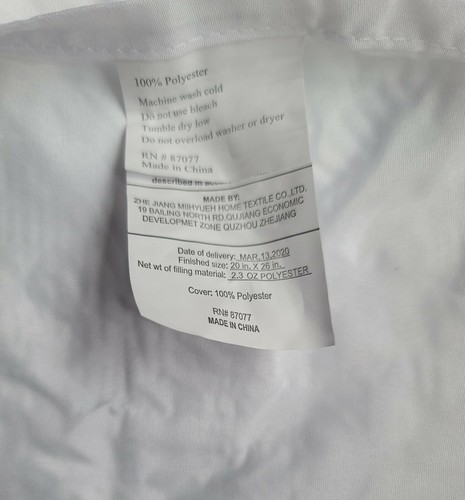 100% Polyester
Machine wash cold
Do not use bleach
Tumble dry low
Do not overload washer or dryer
RN # 87077
Made in China
described in
MADE BY:
ZHE JIANG MIIHYUEH HOME TEXTILE CO.,LTD.
19 BAILING NORTH RD.QUJIANG ECONOMIC
DEVELOPMET ZONE QUZHOU ZHEJIANG
Date of delivery: MAR.13.2020
Finished size: 20 in. X 26 in.
Net wt of filling material: 2.3 OZ POLYESTER
Cover: 100% Polyester
RN# 87077
MADE IN CHINA